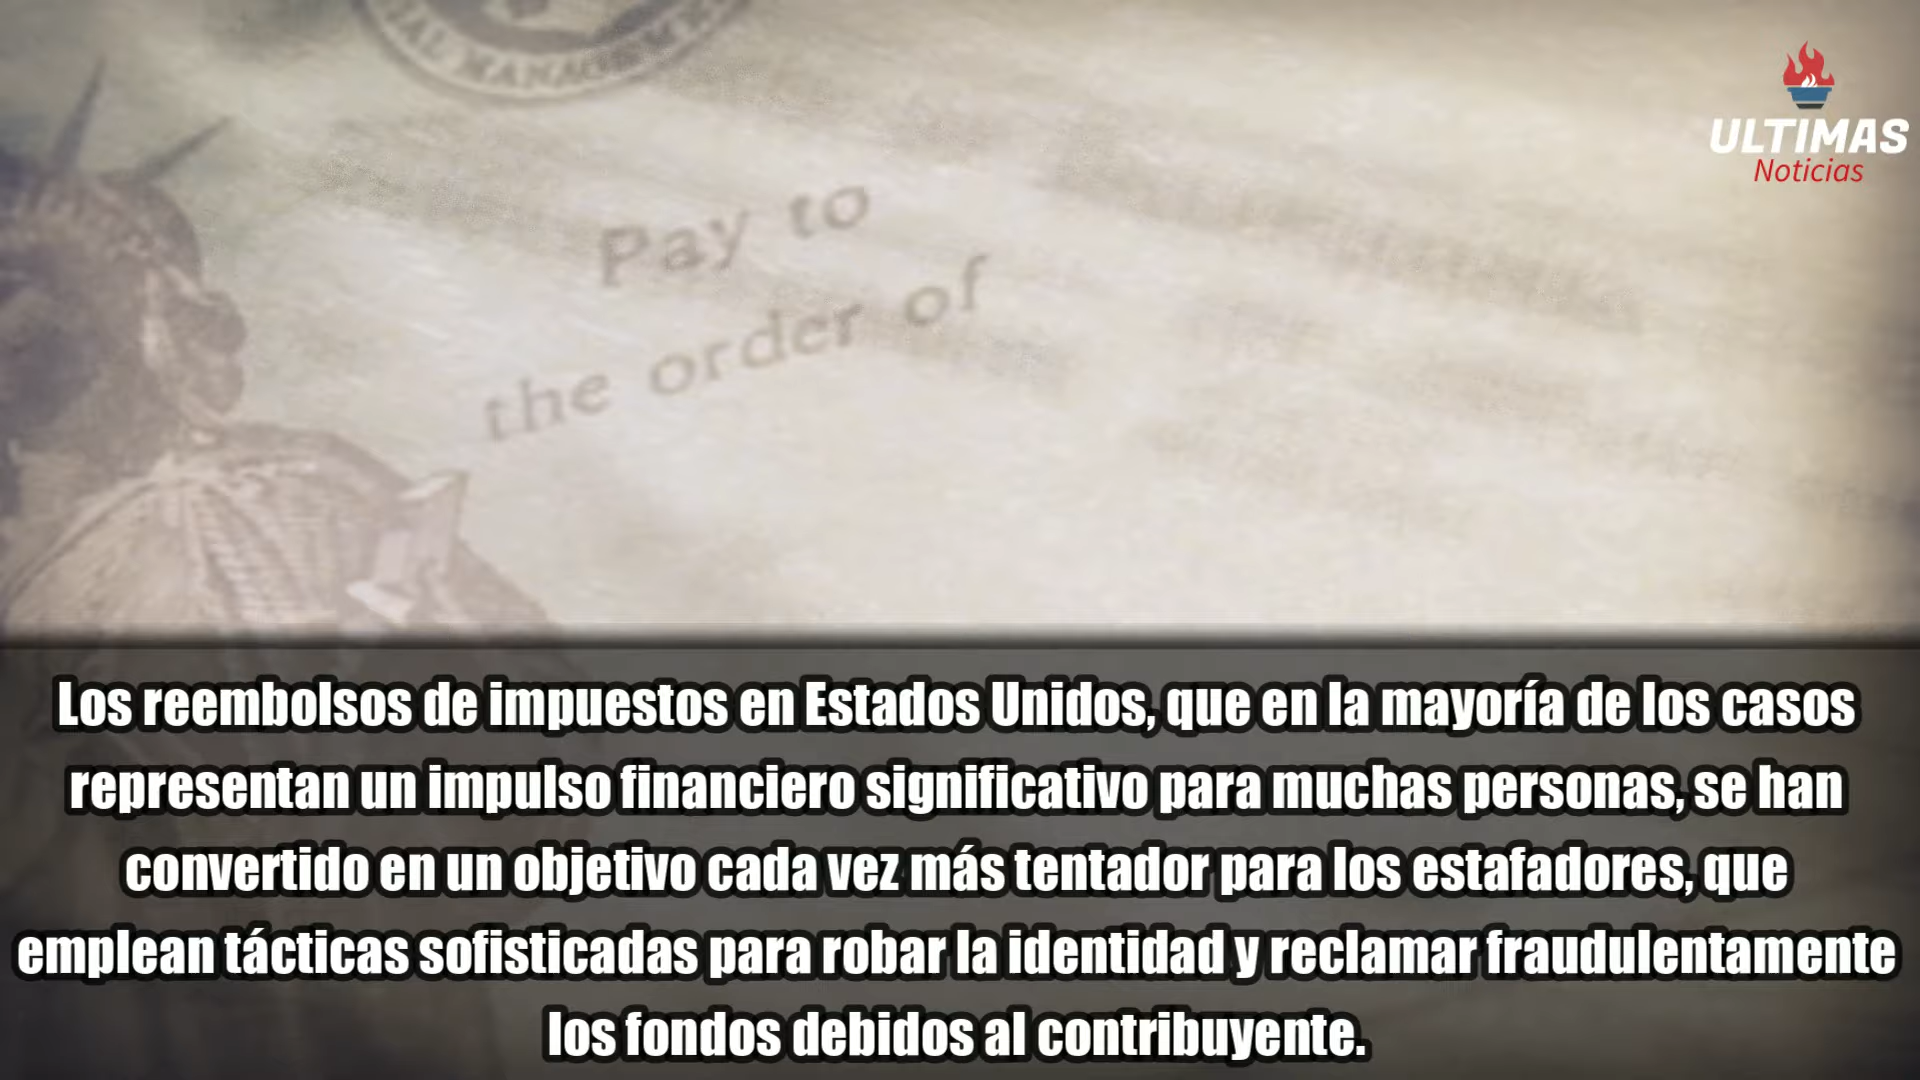 MANAGEMENT
ULTIMAS
Noticias
Pay to
the order of
Los reembolsos de impuestos en Estados Unidos, que en la mayoría de los casos
representan un impulso financiero significativo para muchas personas, se han
convertido en un objetivo cada vez más tentador para los estafadores, que
emplean tácticas sofisticadas para robar la identidad y reclamar fraudulentamente
los fondos debidos al contribuyente.